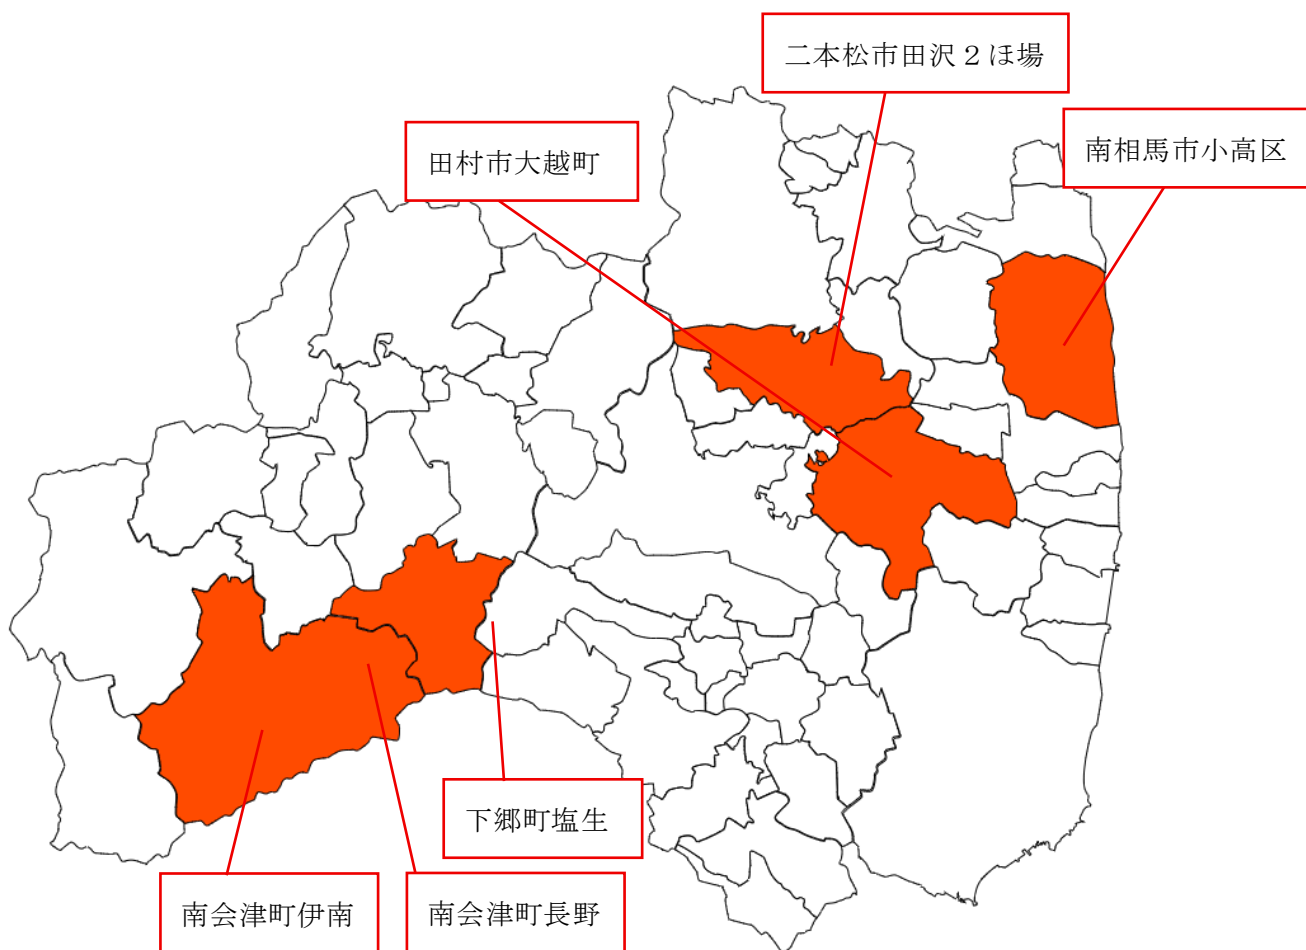 二本松市田沢２ほ場
田村市大越町
南相馬市小高区
下郷町塩生
南会津町伊南
南会津町長野